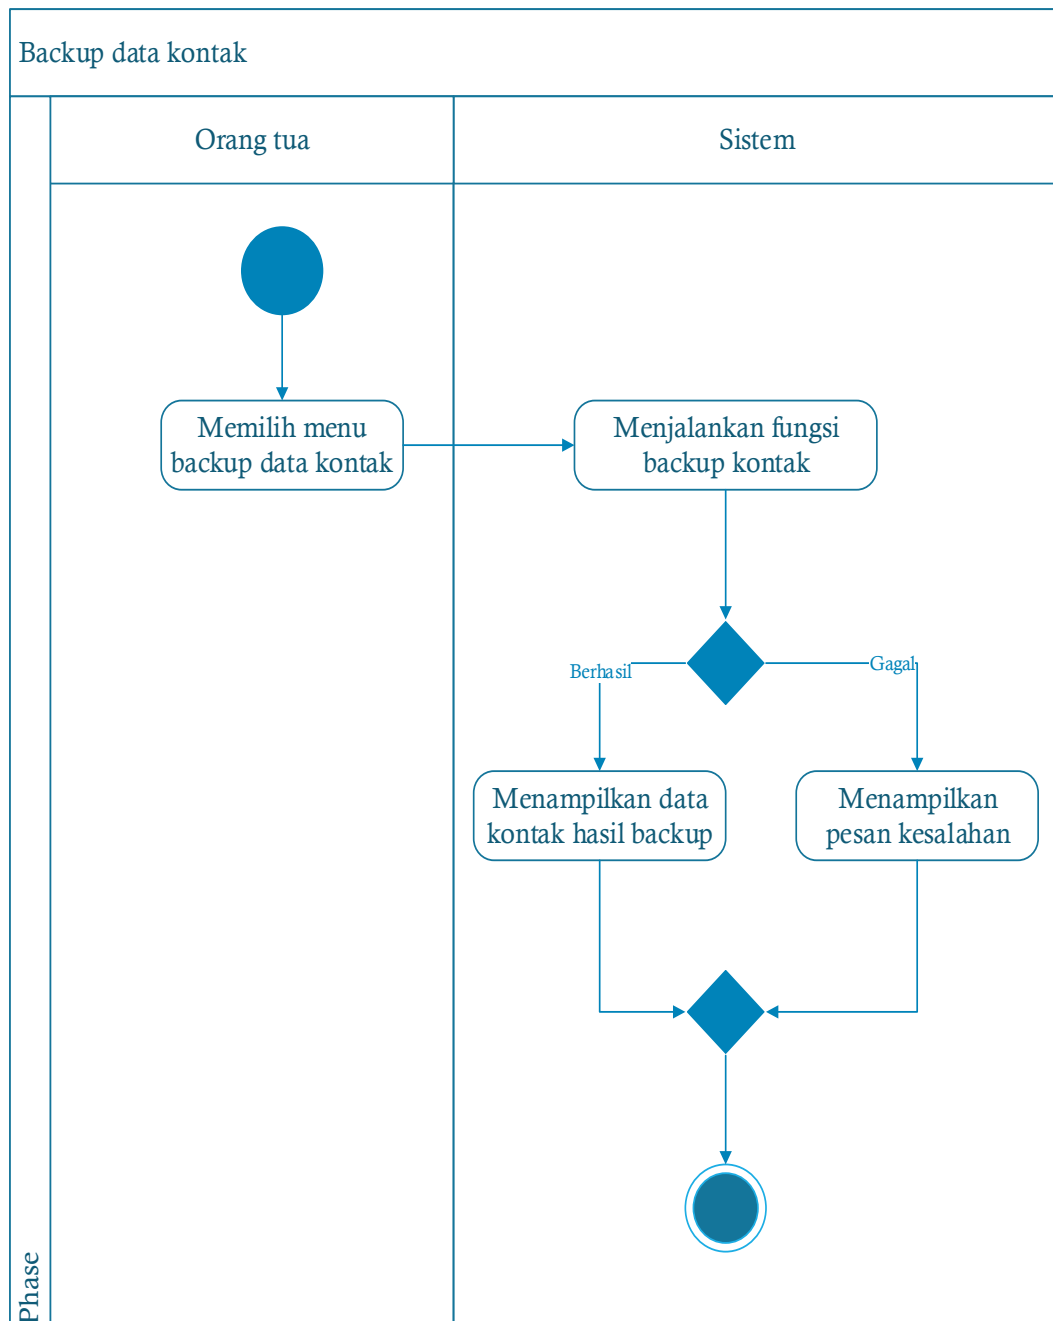 Backup data kontak
Orang tua
Sistem
Memilih menu
backup data kontak
Menjalankan fungsi
backup kontak
Berhasil
Gagal
Menampilkan data
kontak hasil backup
Menampilkan
pesan kesalahan
Phase